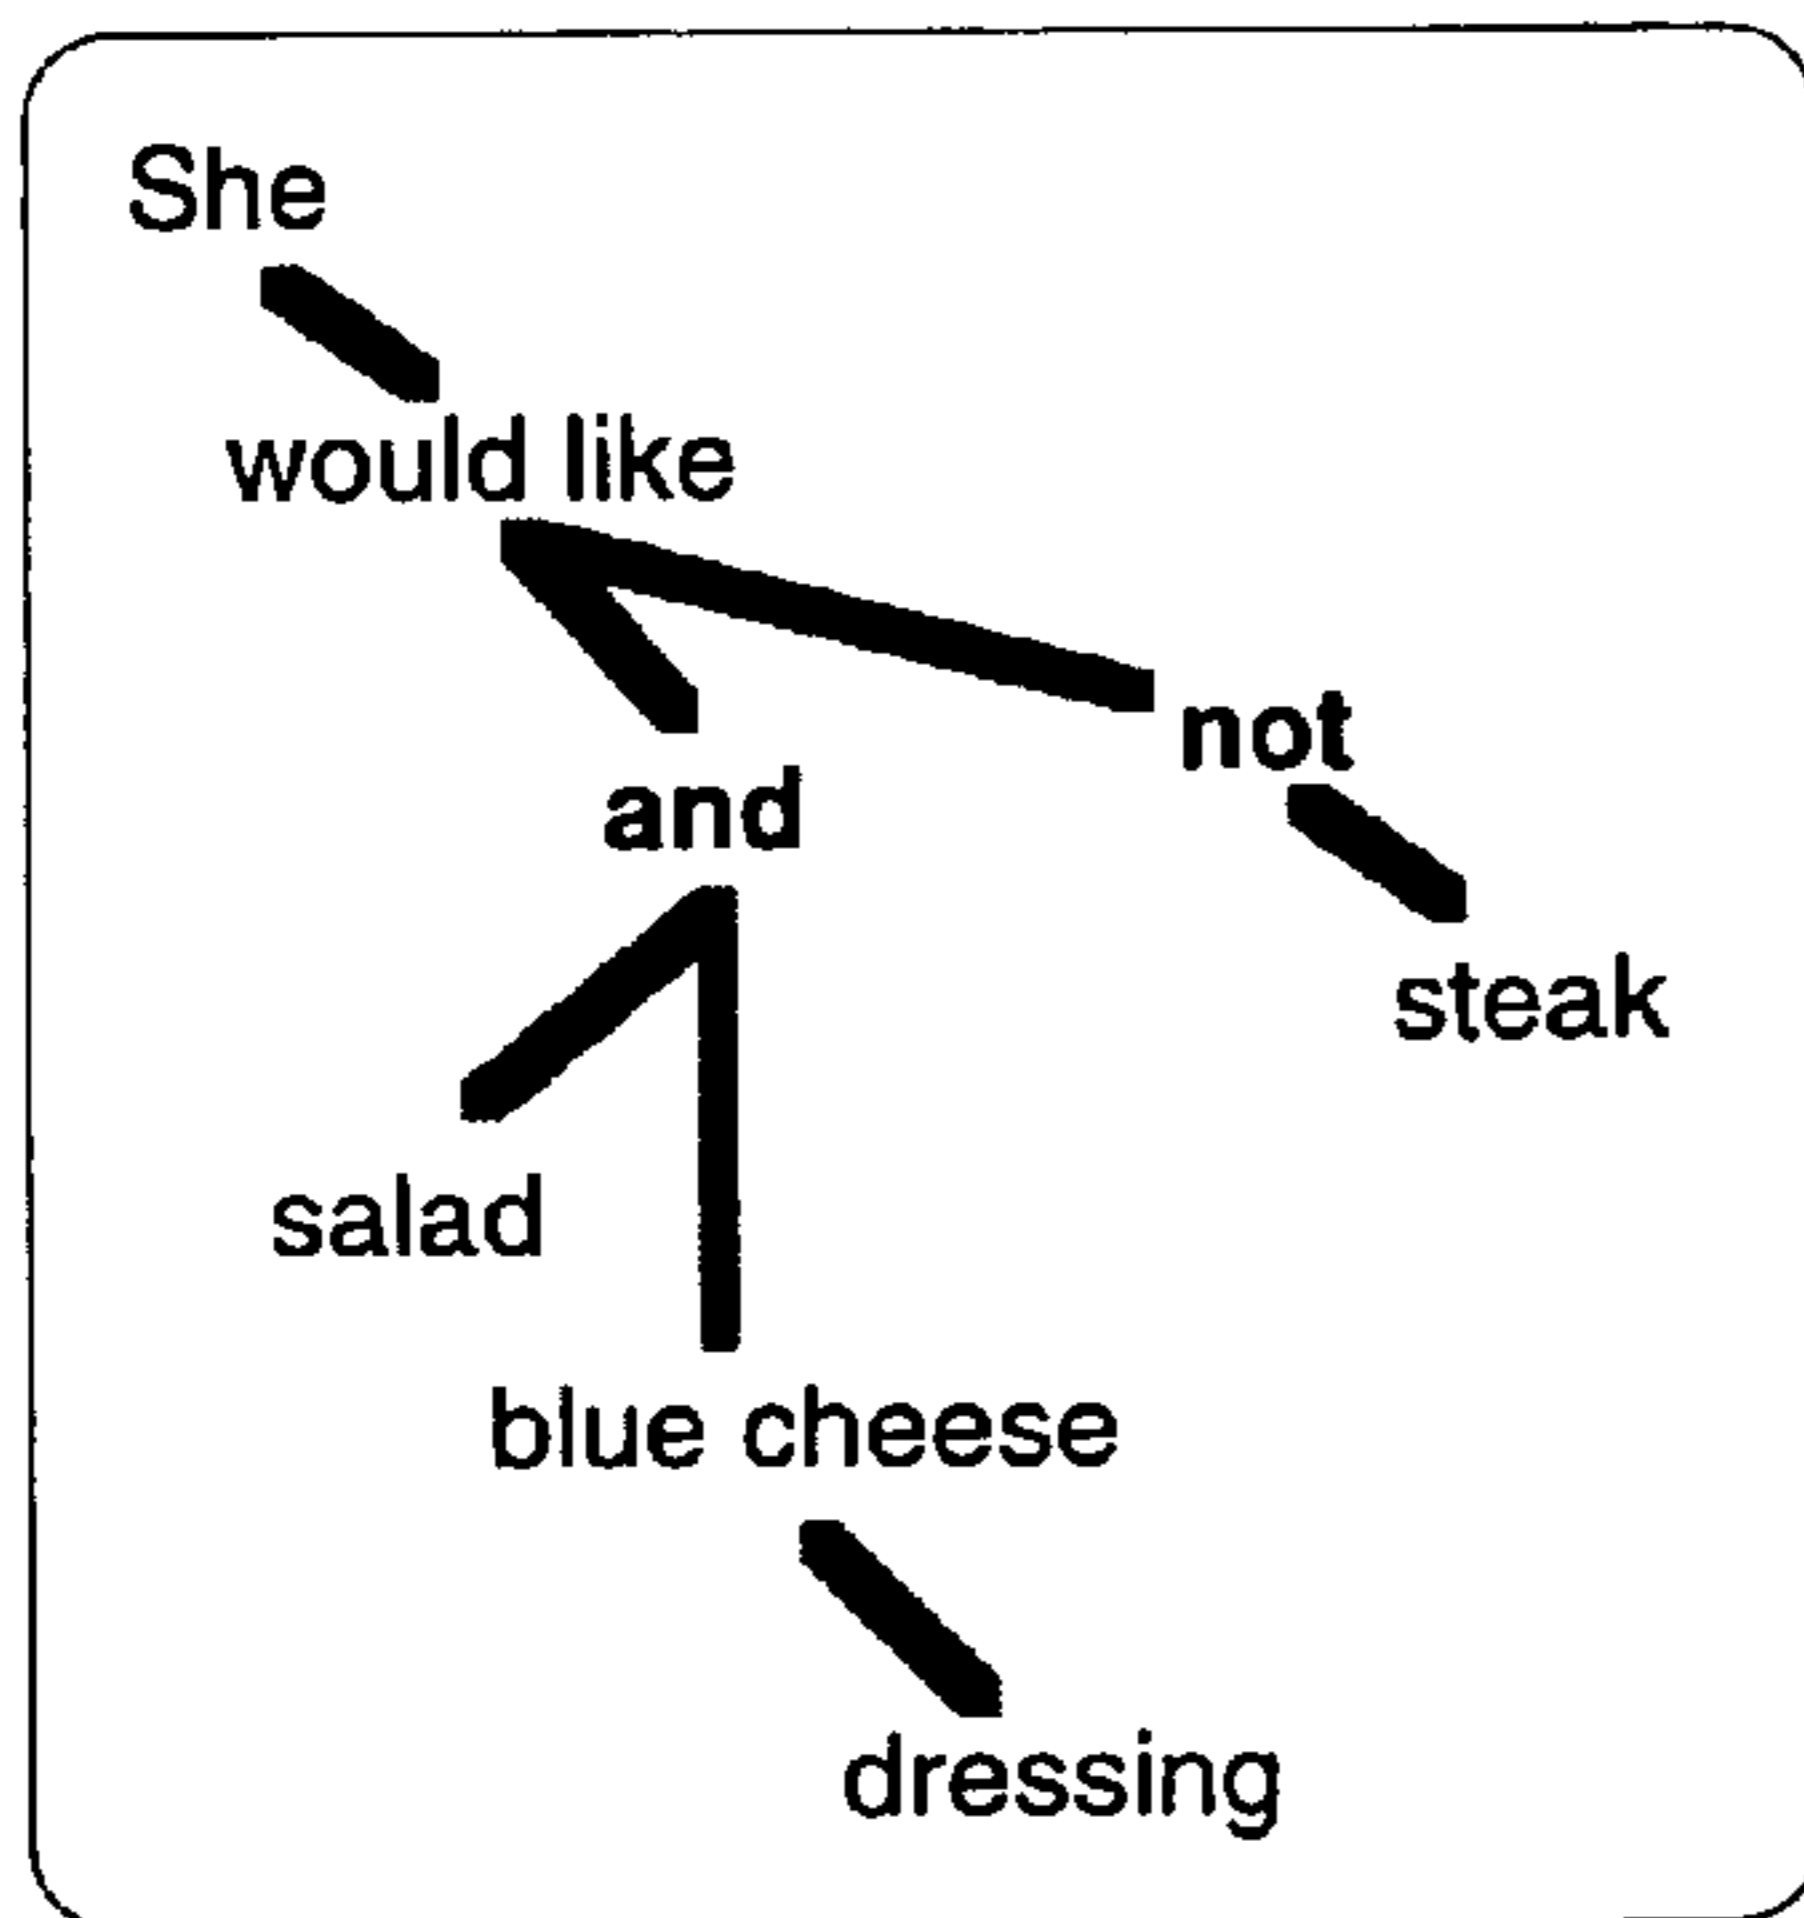 She
would like
not
and
steak
salad
blue cheese
dressing